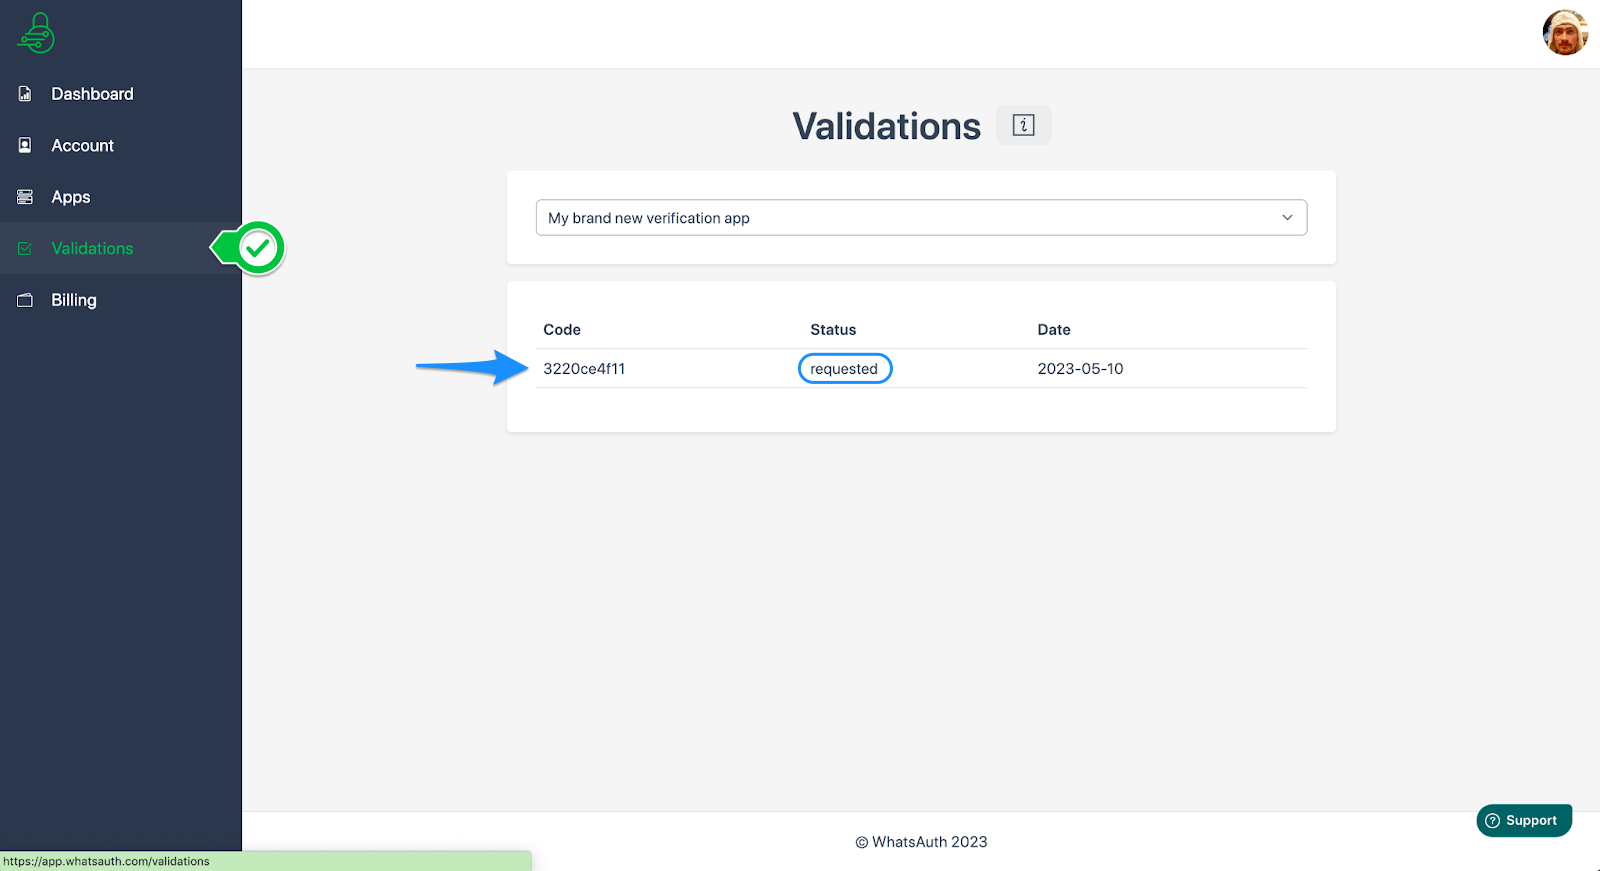 Dashboard
Account
Apps
Validations
Billing
Validations
My brand new verification app
Code Status Date
3220ce4f11 requested 2023-05-10
© WhatsAuth 2023
Support
https://app.whatsauth.com/validations